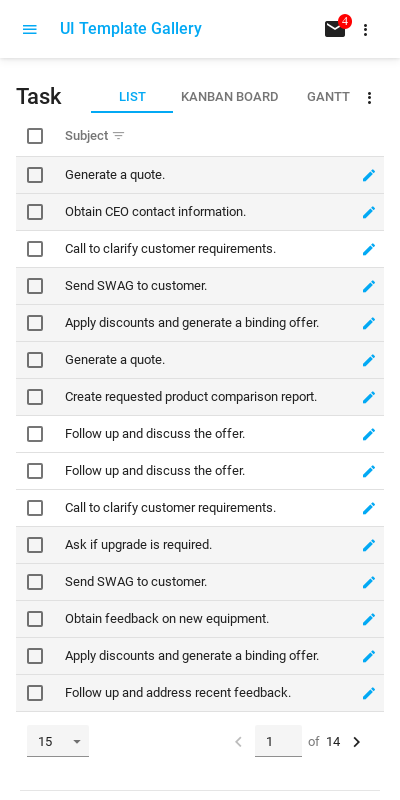 UI Template Gallery 4
Task LIST KANBAN BOARD GANTT
Subject
Generate a quote.
Obtain CEO contact information.
Call to clarify customer requirements.
Send SWAG to customer.
Apply discounts and generate a binding offer.
Generate a quote.
Create requested product comparison report.
Follow up and discuss the offer.
Follow up and discuss the offer.
Call to clarify customer requirements.
Ask if upgrade is required.
Send SWAG to customer.
Obtain feedback on new equipment.
Apply discounts and generate a binding offer.
Follow up and address recent feedback.
15 1 of 14